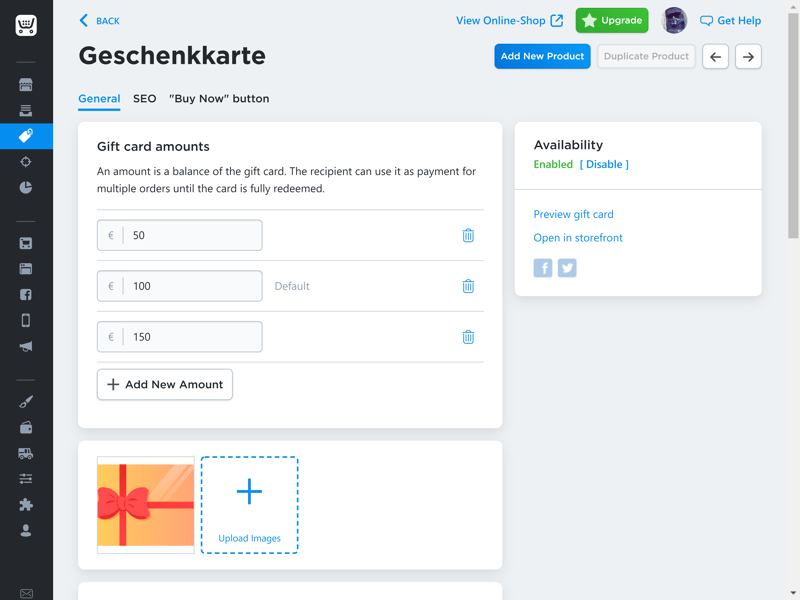 BACK
View Online-Shop
Upgrade
Get Help
Geschenkkarte
Add New Product
Duplicate Product
General
SEO
"Buy Now" button
Gift card amounts
An amount is a balance of the gift card. The recipient can use it as payment for
multiple orders until the card is fully redeemed.
€ 50
€ 100 Default
€ 150
Add New Amount
Upload Images
Availability
Enabled [ Disable ]
Preview gift card
Open in storefront